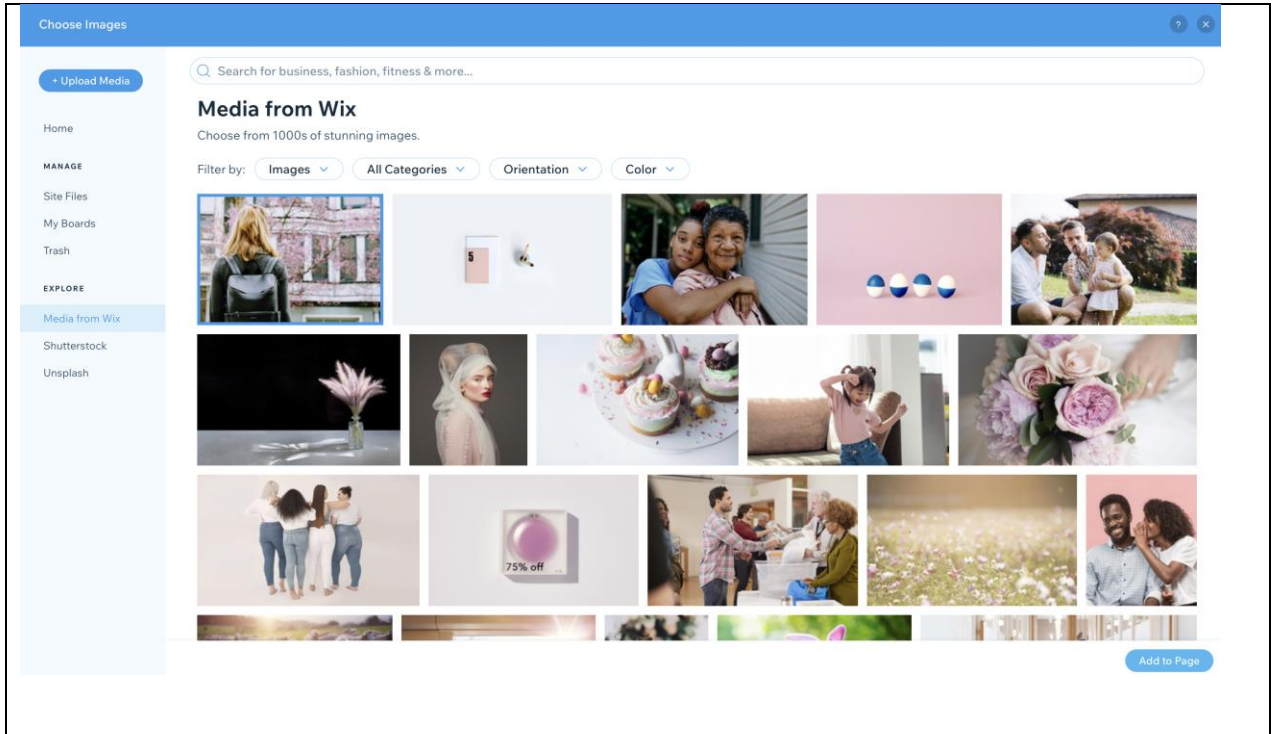 Choose Images
?
+ Upload Media
Search for business, fashion, fitness & more...
Media from Wix
Choose from 1000s of stunning images.
Home
MANAGE
Filter by: Images All Categories Orientation Color
Site Files
My Boards
Trash
EXPLORE
Media from Wix
Shutterstock
Unsplash
5
75% off
Add to Page